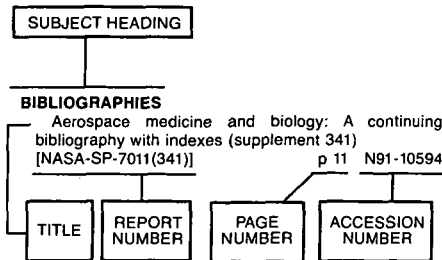 SUBJECT HEADING
BIBLIOGRAPHIES
Aerospace medicine and biology: A continuing
bibliography with indexes (supplement 341)
[NASA-SP-7011(341)] p 11 N91-10594
TITLE
REPORT
NUMBER
PAGE
NUMBER
ACCESSION
NUMBER